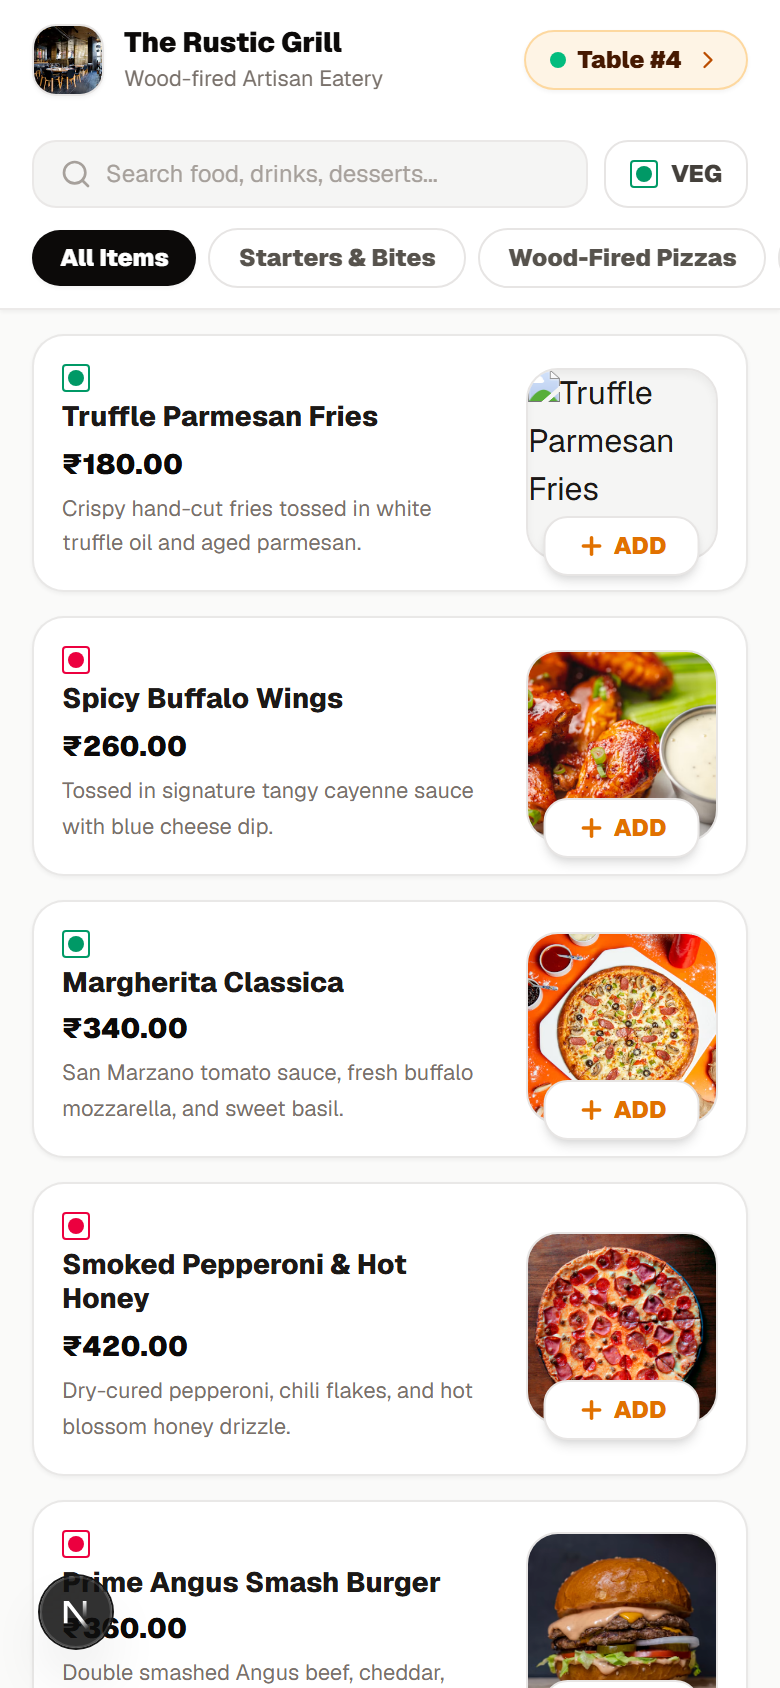 The Rustic Grill
Wood-fired Artisan Eatery
Table #4
Search food, drinks, desserts...
VEG
All Items
Starters & Bites
Wood-Fired Pizzas
Truffle Parmesan Fries
₹180.00
Crispy hand-cut fries tossed in white
truffle oil and aged parmesan.
Truffle
Parmesan
Fries
+ ADD
Spicy Buffalo Wings
₹260.00
Tossed in signature tangy cayenne sauce
with blue cheese dip.
+ ADD
Margherita Classica
₹340.00
San Marzano tomato sauce, fresh buffalo
mozzarella, and sweet basil.
+ ADD
Smoked Pepperoni & Hot
Honey
₹420.00
Dry-cured pepperoni, chili flakes, and hot
blossom honey drizzle.
+ ADD
Prime Angus Smash Burger
N
₹360.00
Double smashed Angus beef, cheddar,